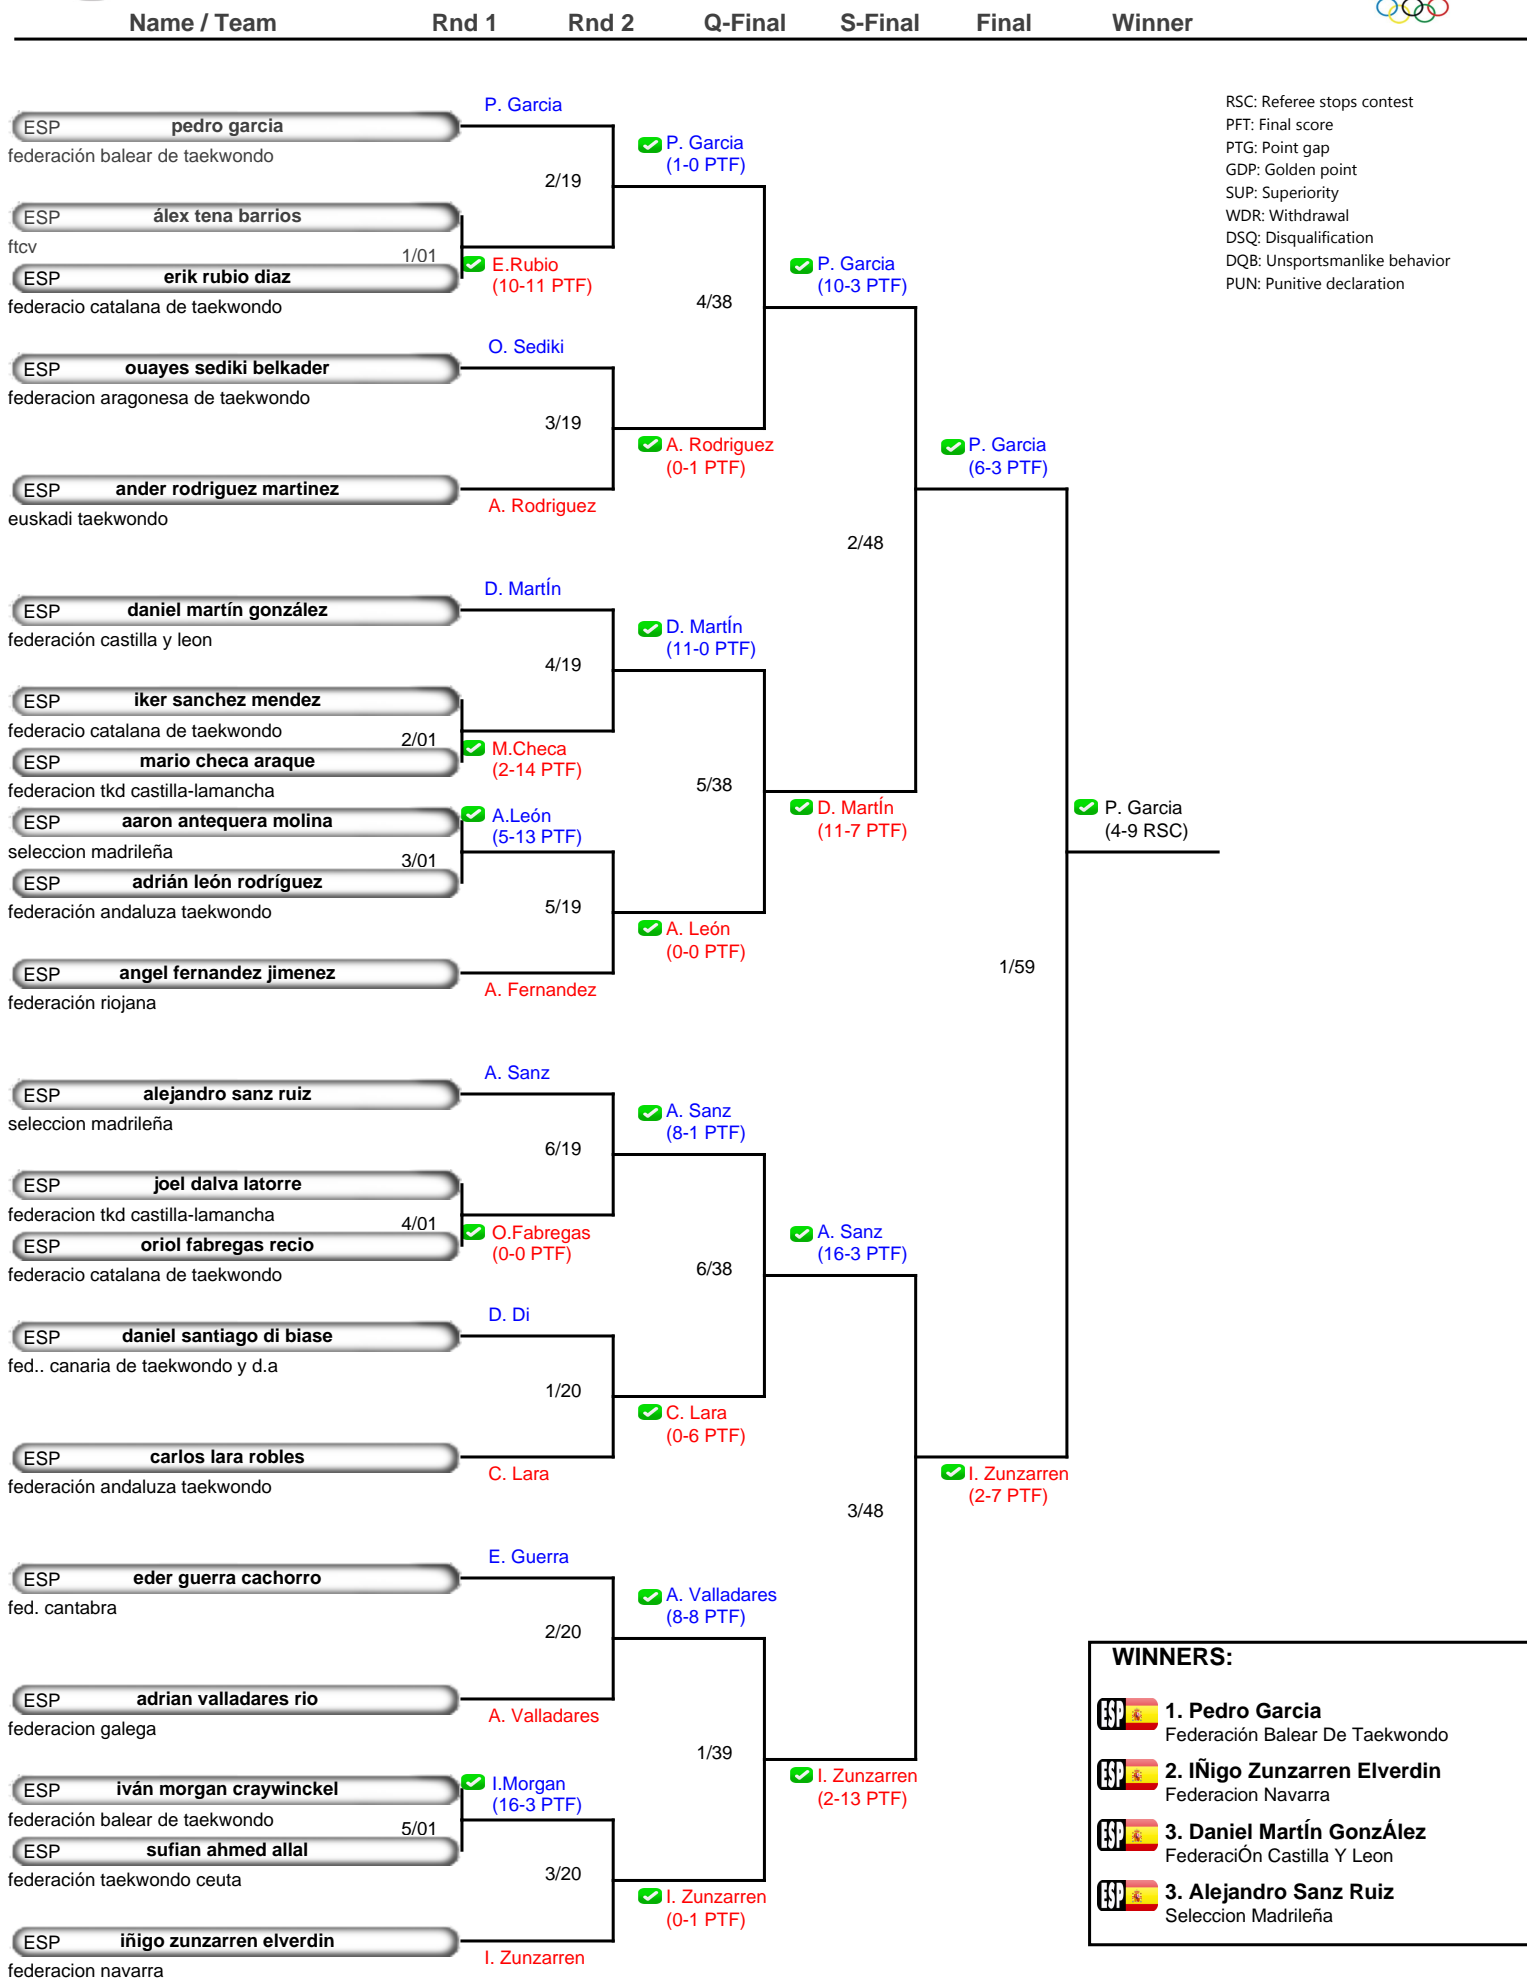 Name / Team Rnd 1 Rnd 2 Q-Final S-Final Final Winner
RSC: Referee stops contest
PFT: Final score
PTG: Point gap
GDP: Golden point
SUP: Superiority
WDR: Withdrawal
DSQ: Disqualification
DQB: Unsportsmanlike behavior
PUN: Punitive declaration
P. Garcia
ESP pedro garcia
federación balear de taekwondo
P. Garcia
(1-0 PTF)
2/19
ESP álex tena barrios
ftcv
1/01
ESP erik rubio diaz
federacio catalana de taekwondo
E.Rubio
(10-11 PTF)
P. Garcia
(10-3 PTF)
4/38
O. Sediki
ESP ouayes sediki belkader
federacion aragonesa de taekwondo
3/19
A. Rodriguez
(0-1 PTF)
P. Garcia
(6-3 PTF)
ESP ander rodriguez martinez
euskadi taekwondo
A. Rodriguez
2/48
D. MartÍn
ESP daniel martín gonzález
federación castilla y leon
D. MartÍn
(11-0 PTF)
4/19
ESP iker sanchez mendez
federacio catalana de taekwondo
2/01
ESP mario checa araque
federacion tkd castilla-lamancha
M.Checa
(2-14 PTF)
5/38
ESP aaron antequera molina
seleccion madrileña
A.León
(5-13 PTF)
D. MartÍn
(11-7 PTF)
P. Garcia
(4-9 RSC)
3/01
ESP adrián león rodríguez
federación andaluza taekwondo
5/19
A. León
(0-0 PTF)
ESP angel fernandez jimenez
federación riojana
A. Fernandez
1/59
A. Sanz
ESP alejandro sanz ruiz
seleccion madrileña
A. Sanz
(8-1 PTF)
6/19
ESP joel dalva latorre
federacion tkd castilla-lamancha
4/01
ESP oriol fabregas recio
federacio catalana de taekwondo
O.Fabregas
(0-0 PTF)
A. Sanz
(16-3 PTF)
6/38
D. Di
ESP daniel santiago di biase
fed.. canaria de taekwondo y d.a
1/20
C. Lara
(0-6 PTF)
ESP carlos lara robles
federación andaluza taekwondo
C. Lara
I. Zunzarren
(2-7 PTF)
3/48
E. Guerra
ESP eder guerra cachorro
fed. cantabra
A. Valladares
(8-8 PTF)
2/20
ESP adrian valladares rio
federacion galega
A. Valladares
1/39
ESP iván morgan craywinckel
federación balear de taekwondo
I.Morgan
(16-3 PTF)
I. Zunzarren
(2-13 PTF)
5/01
ESP sufian ahmed allal
federación taekwondo ceuta
3/20
I. Zunzarren
(0-1 PTF)
ESP iñigo zunzarren elverdin
federacion navarra
I. Zunzarren
WINNERS:
ESP 1. Pedro Garcia
Federación Balear De Taekwondo
ESP 2. IÑigo Zunzarren Elverdin
Federacion Navarra
ESP 3. Daniel MartÍn GonzÁlez
FederaciÓn Castilla Y Leon
ESP 3. Alejandro Sanz Ruiz
Seleccion Madrileña